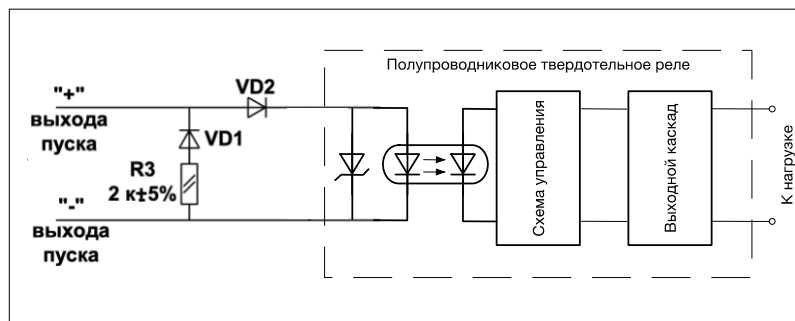 Полупроводниковое твердотельное реле
"+"
выхода
пуска
VD2
VD1
R3
2 к±5%
"-"
выхода
пуска
Схема управления
Выходной каскад
К нагрузке